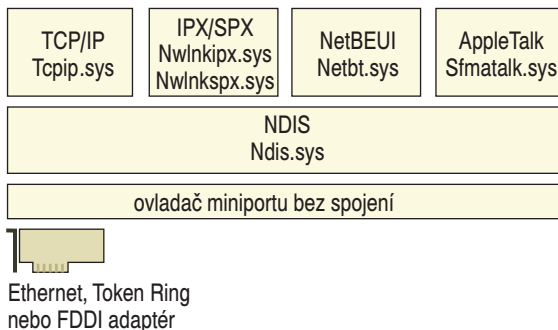 TCP/IP
Tcpip.sys
IPX/SPX
Nwlnkipx.sys
Nwlnkspx.sys
NetBEUI
Netbt.sys
AppleTalk
Sfmatalk.sys
NDIS
Ndis.sys
ovladač miniportu bez spojení
Ethernet, Token Ring
nebo FDDI adaptér